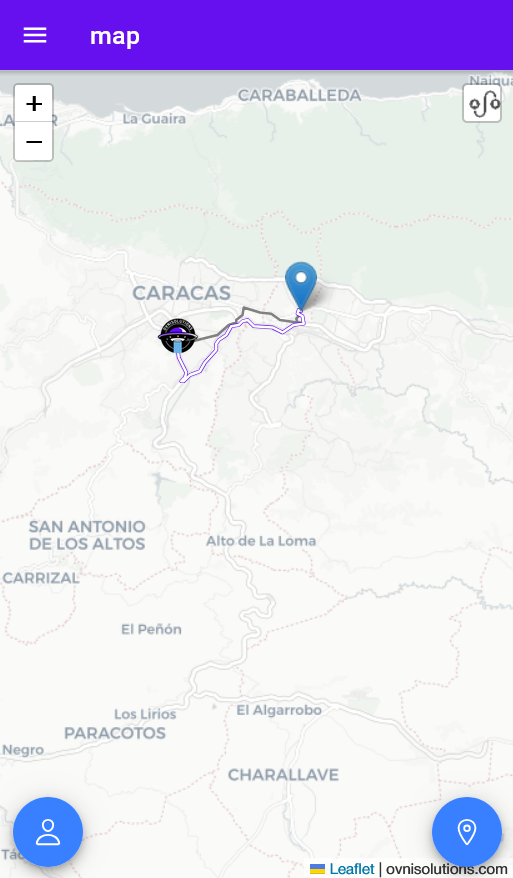 map
Naigua
CARABALLEDA
La Guaira
+
−
CARACAS
SAN ANTONIO
DE LOS ALTOS
Alto de La Loma
CARRIZAL
El Peñón
Los Lirios
El Algarrobo
PARACOTOS
Negro
CHARALLAVE
Leaflet | ovnisolutions.com